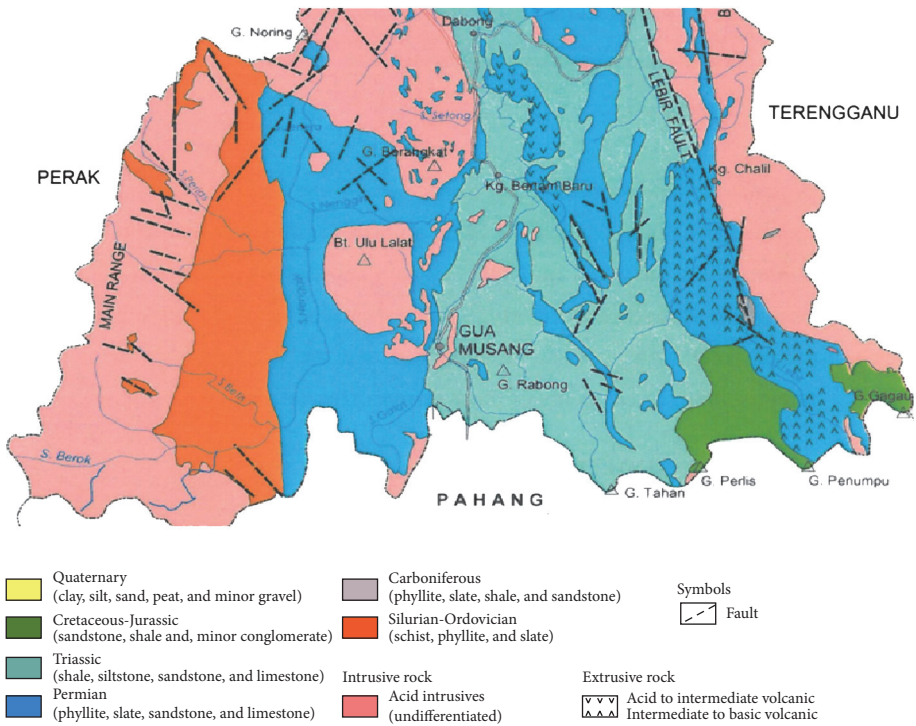 Dabong
G. Noring
LEBIR FAULT
TERENGGANU
S. Setong
G. Berangkat
PERAK
Kg. Chalil
Kg. Benam Baru
S. Nenggiri
Bt. Ulu Lalat
MAIN RANGE
GUA
MUSANG
G. Rabong
G. Gagau
S. Berok
PAHANG
G. Tahan
G. Perlis
G. Penumpu
Quaternary
(clay, silt, sand, peat, and minor gravel)
Cretaceous-Jurassic
(sandstone, shale and, minor conglomerate)
Triassic
(shale, siltstone, sandstone, and limestone)
Permian
(phyllite, slate, sandstone, and limestone)
Carboniferous
(phyllite, slate, shale, and sandstone)
Silurian-Ordovician
(schist, phyllite, and slate)
Intrusive rock
Acid intrusives
(undifferentiated)
Symbols
Fault
Extrusive rock
Acid to intermediate volcanic
Intermediate to basic volcanic